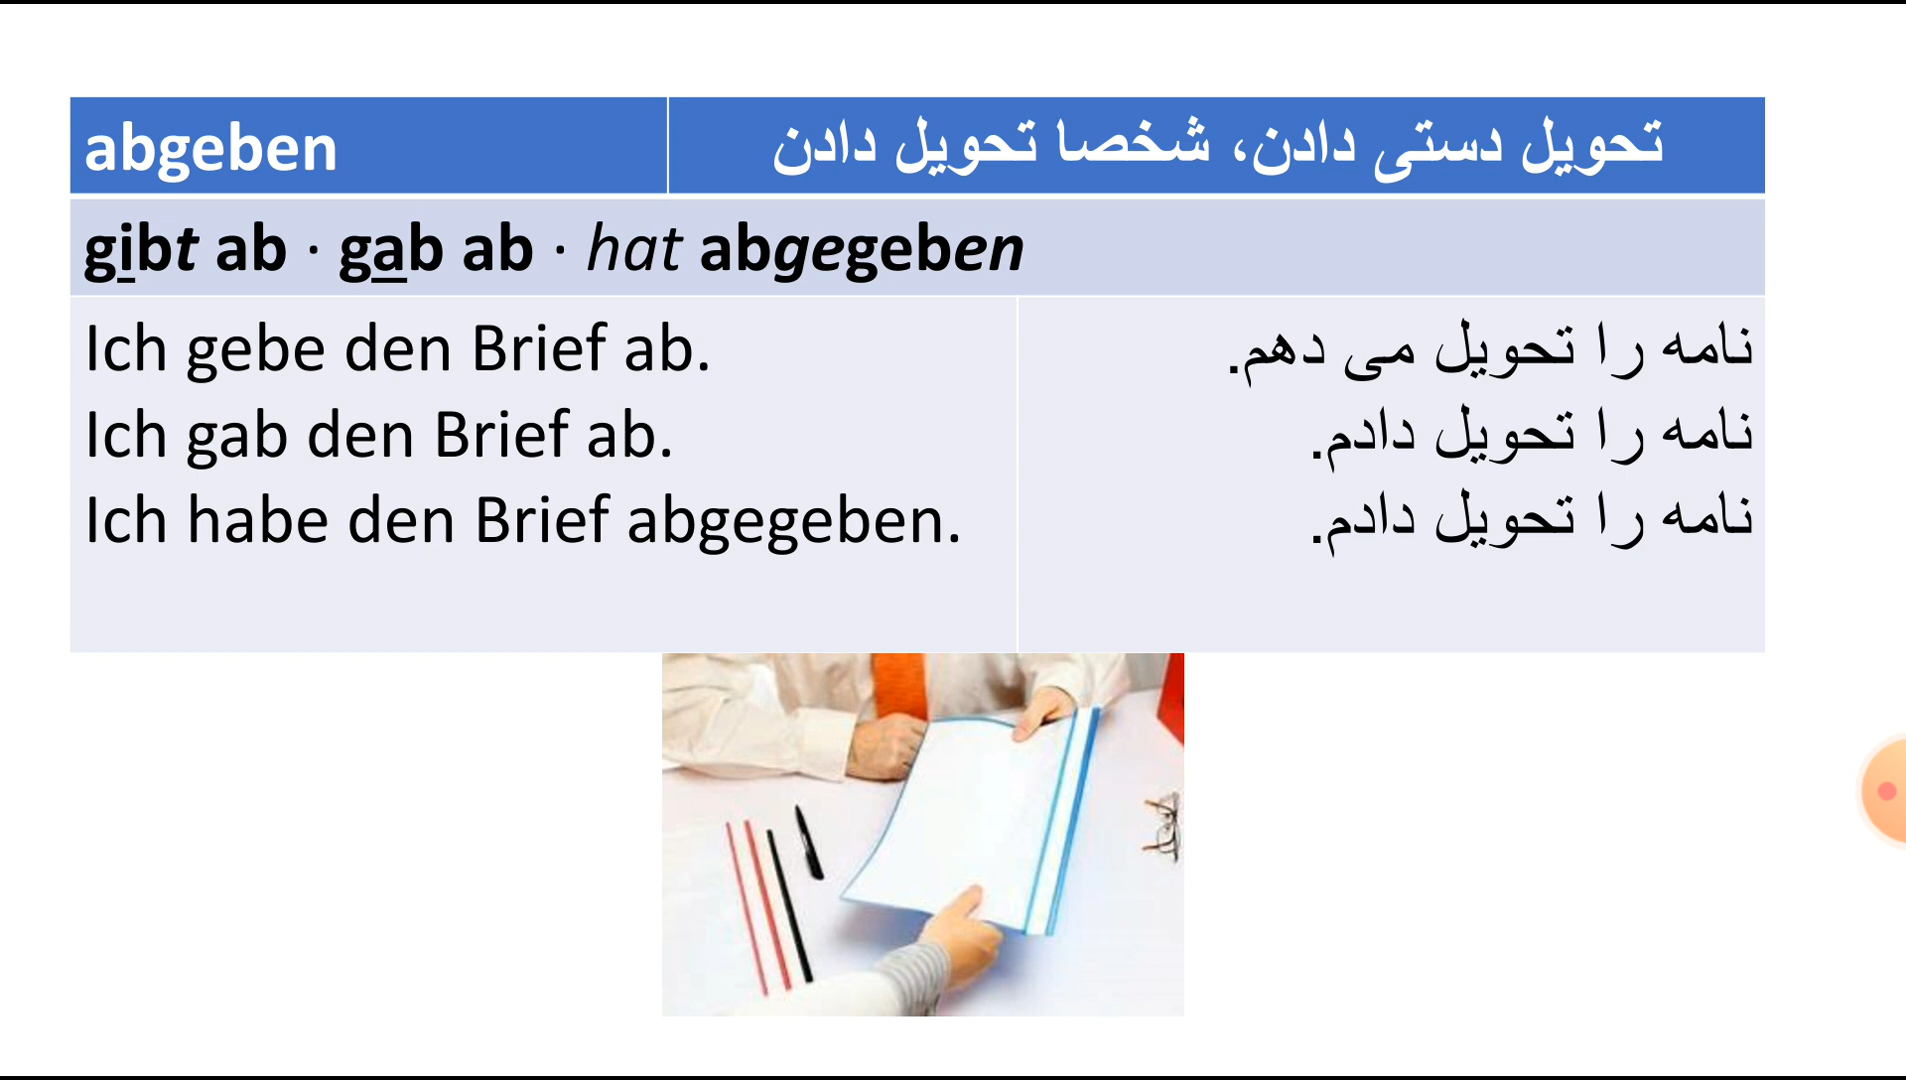 abgeben
تحویل دستی دادن، شخصا تحویل دادن
gibt ab · gab ab · hat abgegeben
Ich gebe den Brief ab.
نامه را تحویل می دهم.
Ich gab den Brief ab.
نامه را تحویل دادم.
Ich habe den Brief abgegeben.
نامه را تحویل دادم.